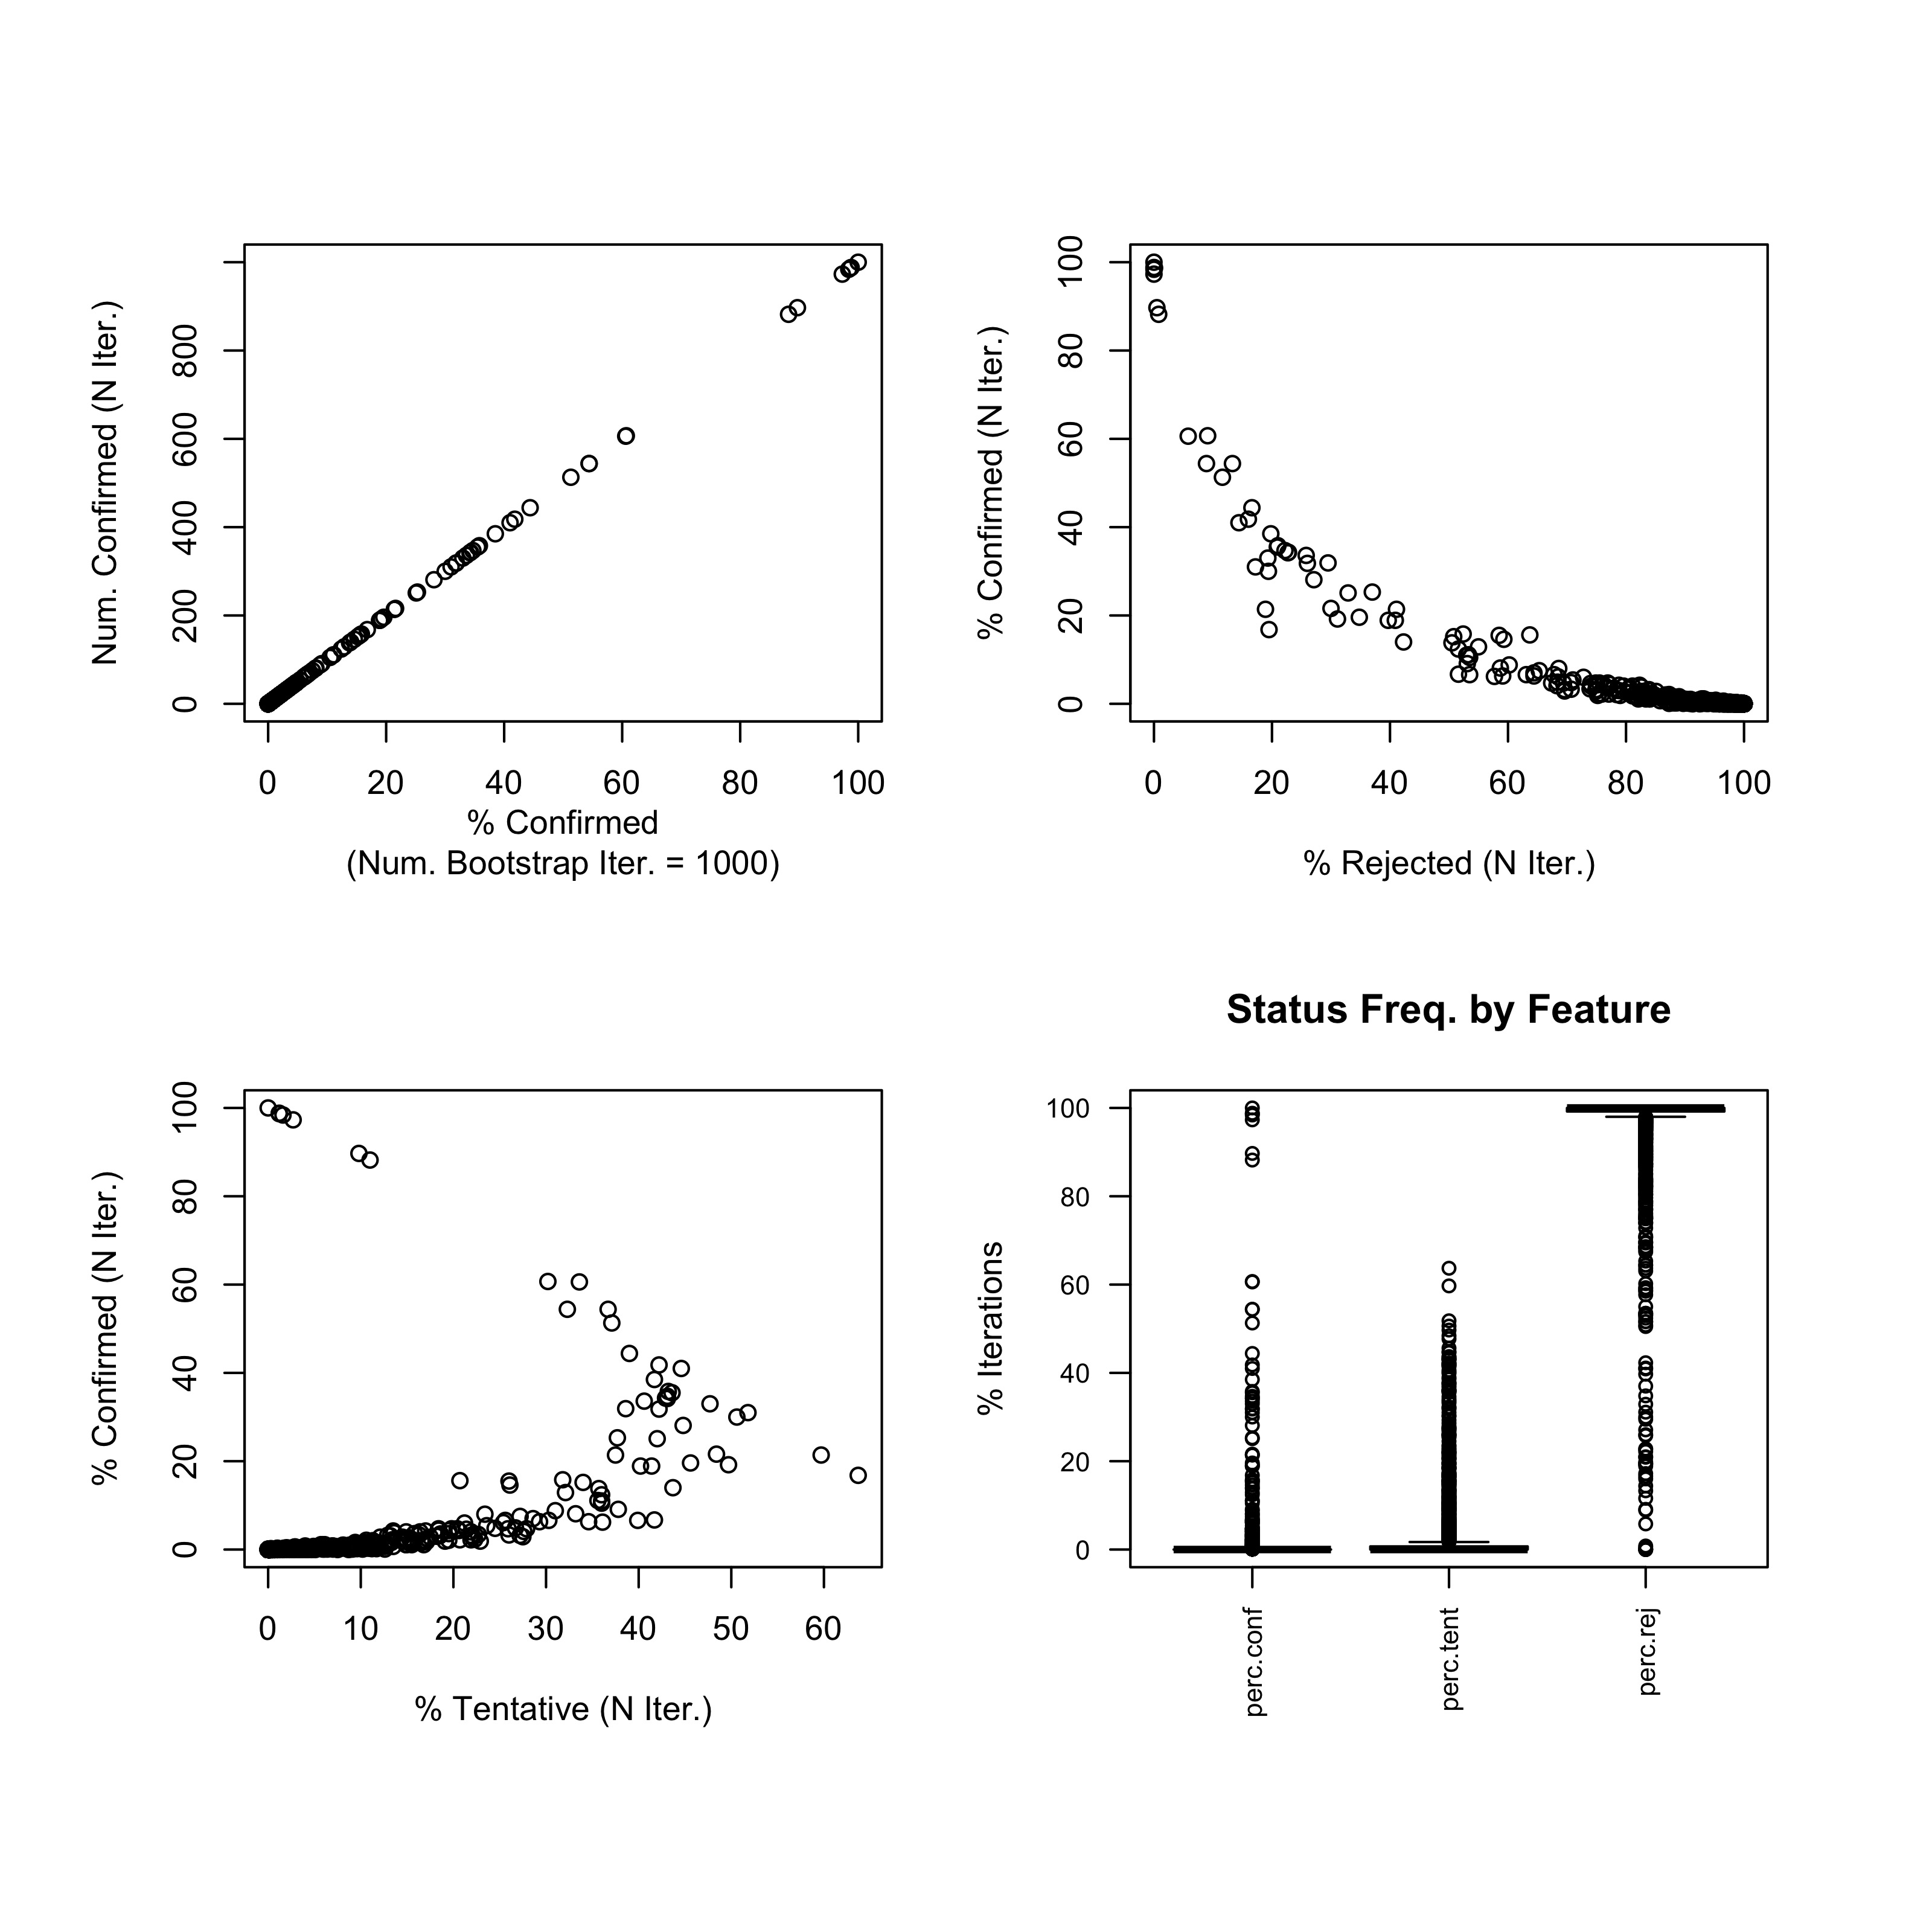 Num. Confirmed (N Iter.)
0 200 400 600 800
0 20 40 60 80 100
% Confirmed
(Num. Bootstrap Iter. = 1000)
% Confirmed (N Iter.)
0 20 40 60 80 100
0 20 40 60 80 100
% Rejected (N Iter.)
% Confirmed (N Iter.)
0 20 40 60 80 100
0 10 20 30 40 50 60
% Tentative (N Iter.)
Status Freq. by Feature
% Iterations
100
80
60
40
20
0
perc.conf
perc.tent
perc.rej